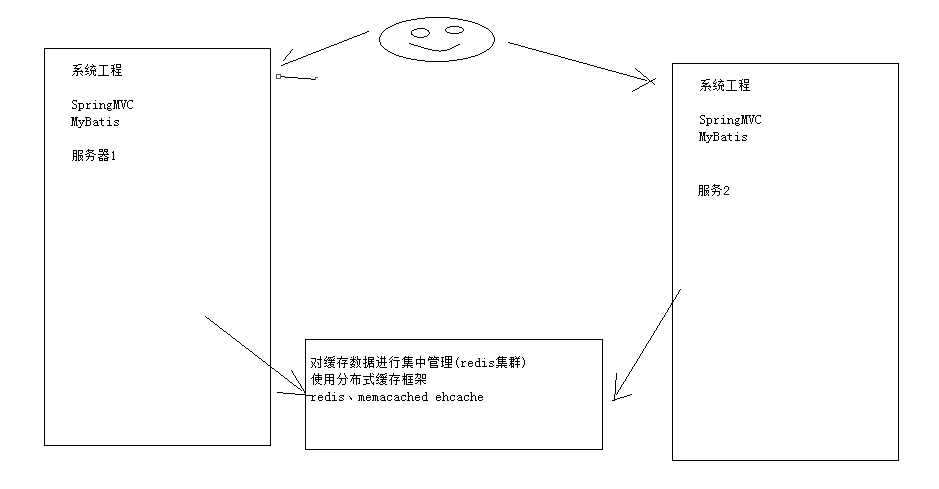 系统工程
SpringMVC
MyBatis
服务器1
系统工程
SpringMVC
MyBatis
服务2
对缓存数据进行集中管理(redis集群)
使用分布式缓存框架
redis、memacached ehcache